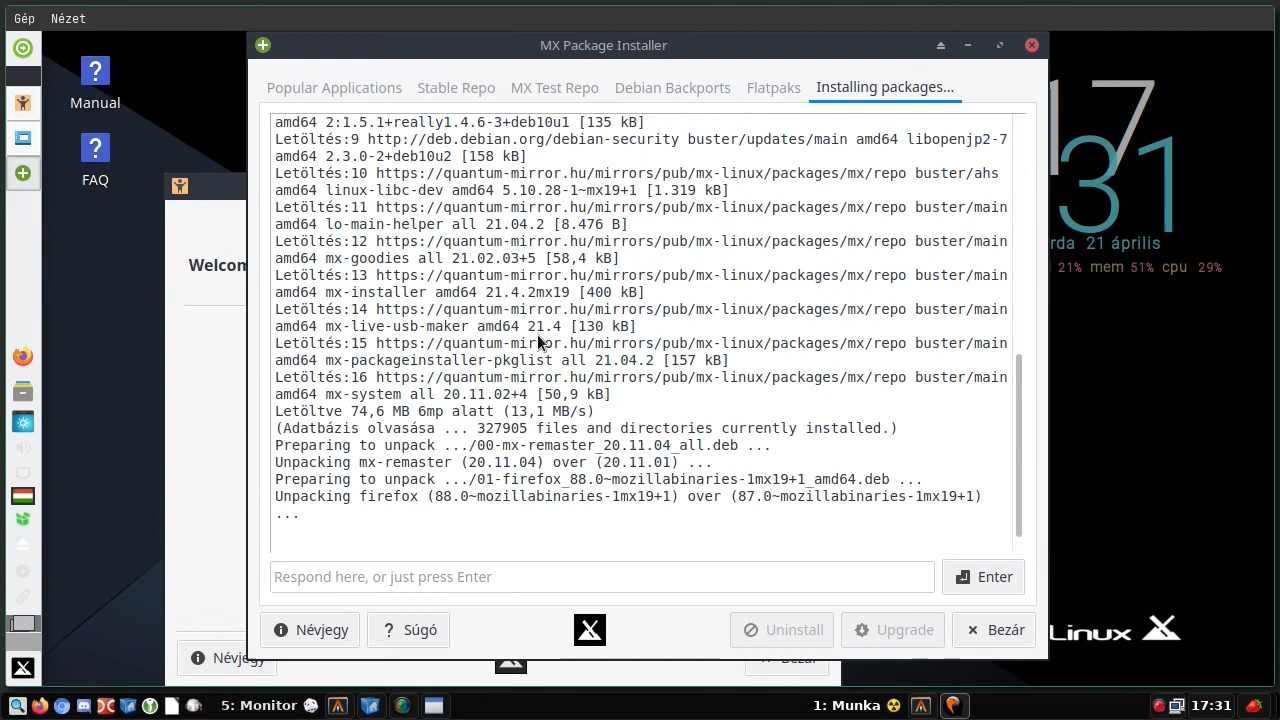 Gép Nézet
MX Package Installer
Manual
FAQ
Welcom
Popular Applications Stable Repo MX Test Repo Debian Backports Flatpaks Installing packages...
amd64 2:1.5.1+really1.4.6-3+deb10u1 [135 kB]
Letöltés:9 http://deb.debian.org/debian-security buster/updates/main amd64 libopenjp2-7
amd64 2.3.0-2+deb10u2 [158 kB]
Letöltés:10 https://quantum-mirror.hu/mirrors/pub/mx-linux/packages/mx/repo buster/ahs
amd64 linux-libc-dev amd64 5.10.28-1~mx19+1 [1.319 kB]
Letöltés:11 https://quantum-mirror.hu/mirrors/pub/mx-linux/packages/mx/repo buster/main
amd64 lo-main-helper all 21.04.2 [8.476 B]
Letöltés:12 https://quantum-mirror.hu/mirrors/pub/mx-linux/packages/mx/repo buster/main
amd64 mx-goodies all 21.02.03+5 [58,4 kB]
Letöltés:13 https://quantum-mirror.hu/mirrors/pub/mx-linux/packages/mx/repo buster/main
amd64 mx-installer amd64 21.4.2mx19 [400 kB]
Letöltés:14 https://quantum-mirror.hu/mirrors/pub/mx-linux/packages/mx/repo buster/main
amd64 mx-live-usb-maker amd64 21.4 [130 kB]
Letöltés:15 https://quantum-mirror.hu/mirrors/pub/mx-linux/packages/mx/repo buster/main
amd64 mx-packageinstaller-pkglist all 21.04.2 [157 kB]
Letöltés:16 https://quantum-mirror.hu/mirrors/pub/mx-linux/packages/mx/repo buster/main
amd64 mx-system all 20.11.02+4 [50,9 kB]
Letöltve 74,6 MB 6mp alatt (13,1 MB/s)
(Adatbázis olvasása ... 327905 files and directories currently installed.)
Preparing to unpack .../00-mx-remaster_20.11.04_all.deb ...
Unpacking mx-remaster (20.11.04) over (20.11.01) ...
Preparing to unpack .../01-firefox_88.0~mozillabinaries-1mx19+1_amd64.deb ...
Unpacking firefox (88.0~mozillabinaries-1mx19+1) over (87.0~mozillabinaries-1mx19+1)
...
Respond here, or just press Enter
Enter
Névjegy Súgó Uninstall Upgrade Bezár
17
31
rda 21 április
21% mem 51% cpu 29%
Linux
Névjegy Bezár
5: Monitor 1: Munka 17:31